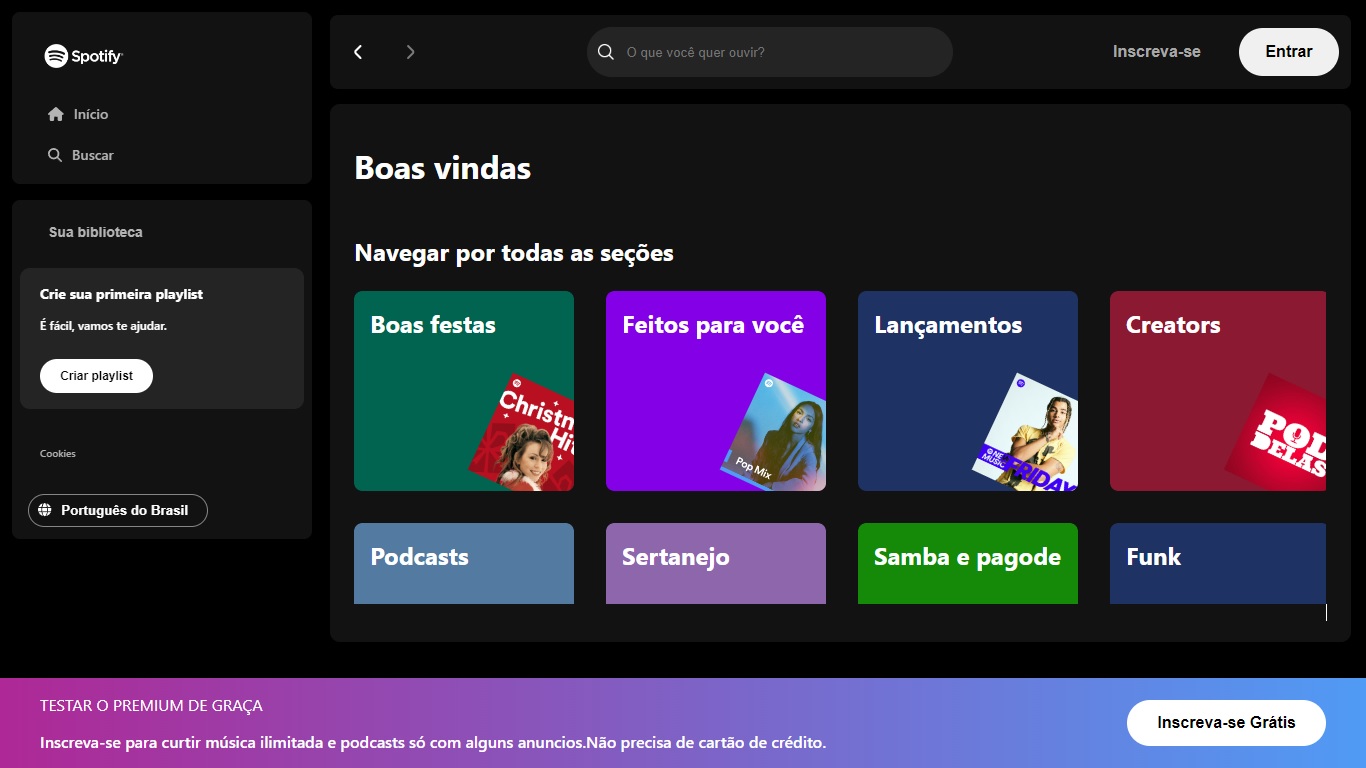 Spotify
Início
Buscar
Sua biblioteca
Crie sua primeira playlist
É fácil, vamos te ajudar.
Criar playlist
Cookies
Português do Brasil
O que você quer ouvir?
Inscreva-se
Entrar
Boas vindas
Navegar por todas as seções
Boas festas
Christm
Hit
Feitos para você
Pop Mix
Lançamentos
NE
MUSIC
FRIDAY
Creators
POD
DELAS
Podcasts
Sertanejo
Samba e pagode
Funk
TESTAR O PREMIUM DE GRAÇA
Inscreva-se para curtir música ilimitada e podcasts só com alguns anuncios.Não precisa de cartão de crédito.
Inscreva-se Grátis